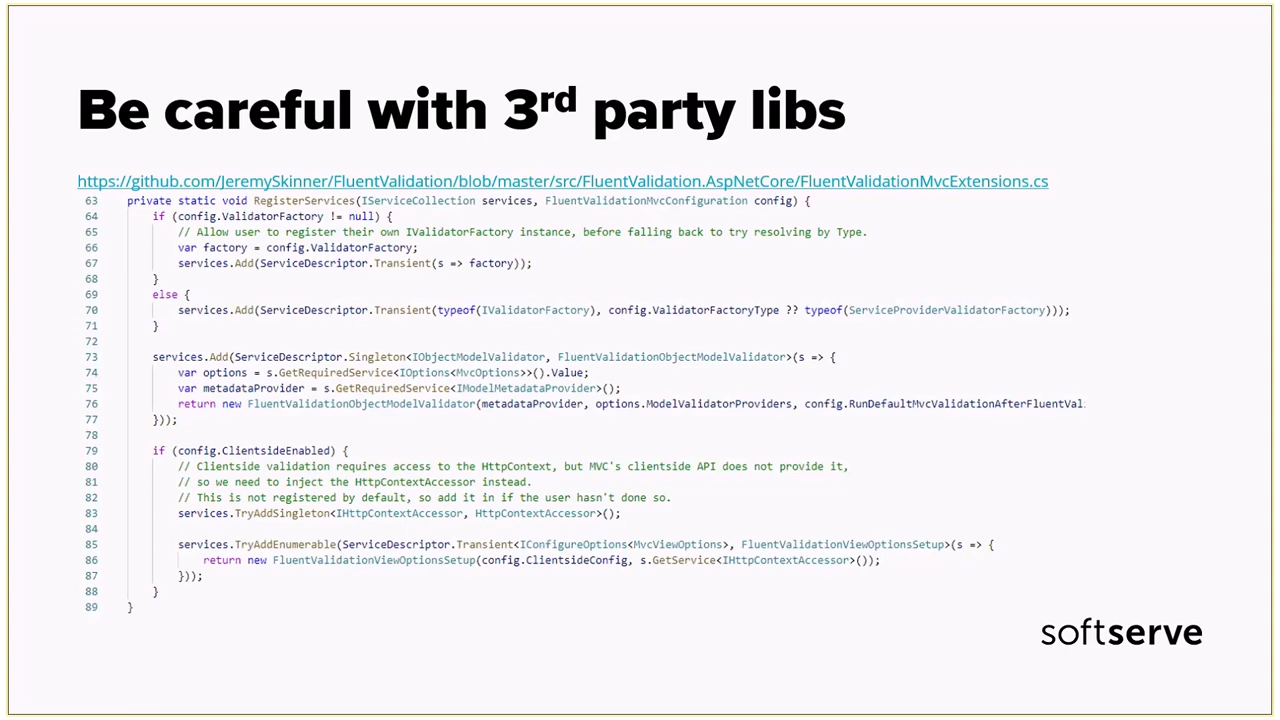 Be careful with 3rd party libs
https://github.com/JeremySkinner/FluentValidation/blob/master/src/FluentValidation.AspNetCore/FluentValidationMvcExtensions.cs
63 private static void RegisterServices(IServiceCollection services, FluentValidationMvcConfiguration config) {
64 if (config.ValidatorFactory != null) {
65 // Allow user to register their own IValidatorFactory instance, before falling back to try resolving by Type.
66 var factory = config.ValidatorFactory;
67 services.Add(ServiceDescriptor.Transient(s => factory));
68 }
69 else {
70 services.Add(ServiceDescriptor.Transient(typeof(IValidatorFactory), config.ValidatorFactoryType ?? typeof(ServiceProviderValidatorFactory)));
71 }
72
73 services.Add(ServiceDescriptor.Singleton<IObjectModelValidator, FluentValidationObjectModelValidator>(s => {
74 var options = s.GetRequiredService<IOptions<MvcOptions>>().Value;
75 var metadataProvider = s.GetRequiredService<IModelMetadataProvider>();
76 return new FluentValidationObjectModelValidator(metadataProvider, options.ModelValidatorProviders, config.RunDefaultMvcValidationAfterFluentVal
77 }));
78
79 if (config.ClientsideEnabled) {
80 // Clientside validation requires access to the HttpContext, but MVC's clientside API does not provide it,
81 // so we need to inject the HttpContextAccessor instead.
82 // This is not registered by default, so add it in if the user hasn't done so.
83 services.TryAddSingleton<IHttpContextAccessor, HttpContextAccessor>();
84
85 services.TryAddEnumerable(ServiceDescriptor.Transient<IConfigureOptions<MvcViewOptions>, FluentValidationViewOptionsSetup>(s => {
86 return new FluentValidationViewOptionsSetup(config.ClientsideConfig, s.GetService<IHttpContextAccessor>());
87 }));
88 }
89 }
softserve